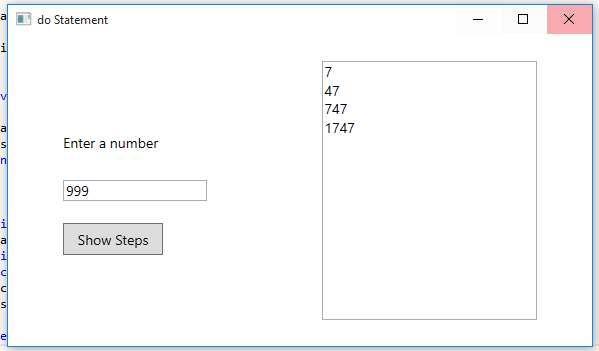 do Statement
Enter a number
999
Show Steps
7
47
747
1747